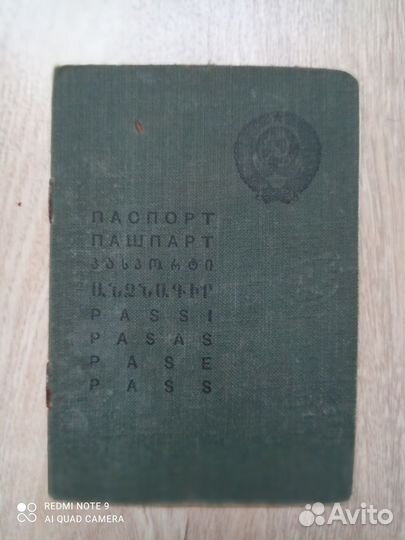 ПАСПОРТ
ПАШПАРТ
პასპორტი
ԱՆՁՆԱԳԻՐ
PASSI
PASAS
PASE
PASS
REDMI NOTE 9
AI QUAD CAMERA
Avito